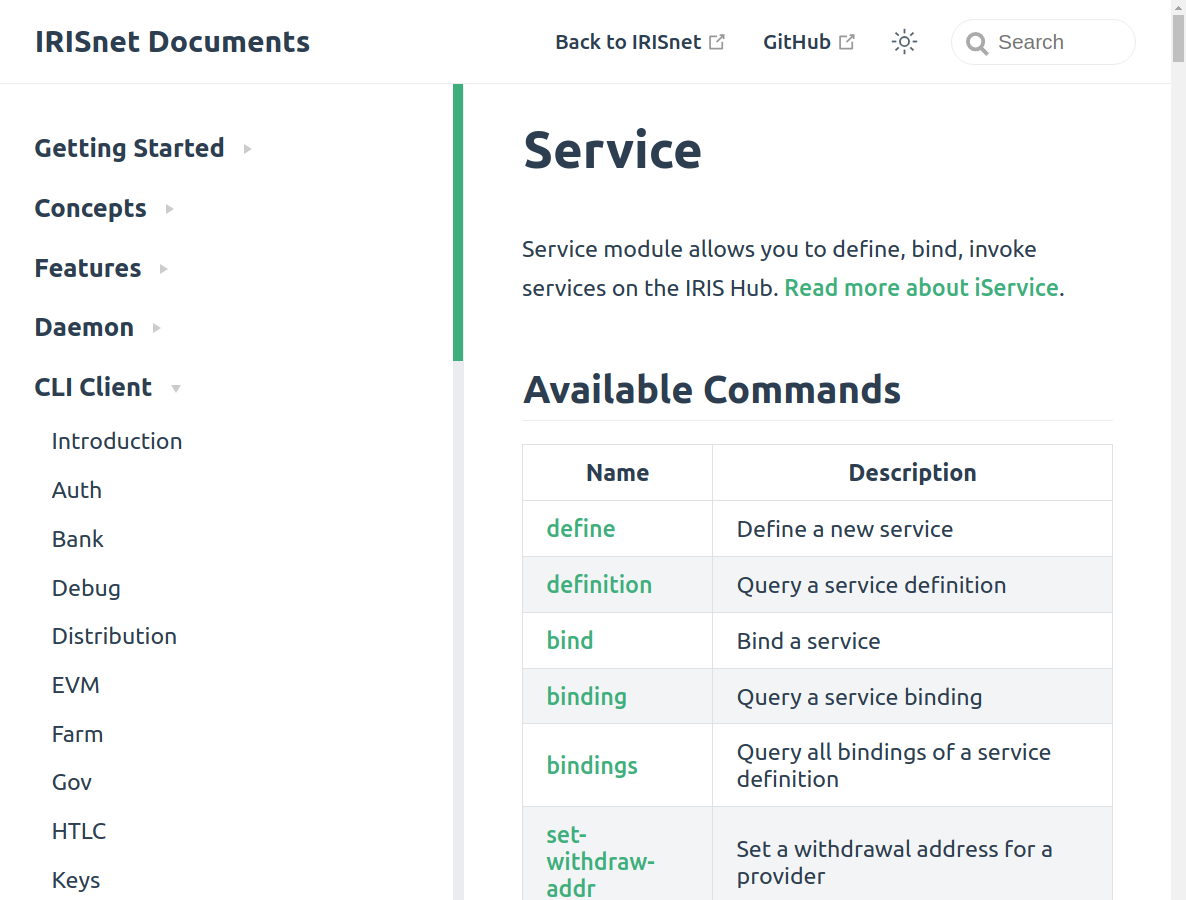 IRISnet Documents
Back to IRISnet
GitHub
Search
Getting Started
Concepts
Features
Daemon
CLI Client
Introduction
Auth
Bank
Debug
Distribution
EVM
Farm
Gov
HTLC
Keys
Service
Service module allows you to define, bind, invoke
services on the IRIS Hub. Read more about iService.
Available Commands
Name Description
define Define a new service
definition Query a service definition
bind Bind a service
binding Query a service binding
bindings Query all bindings of a service
definition
set-
withdraw-
addr
Set a withdrawal address for a
provider